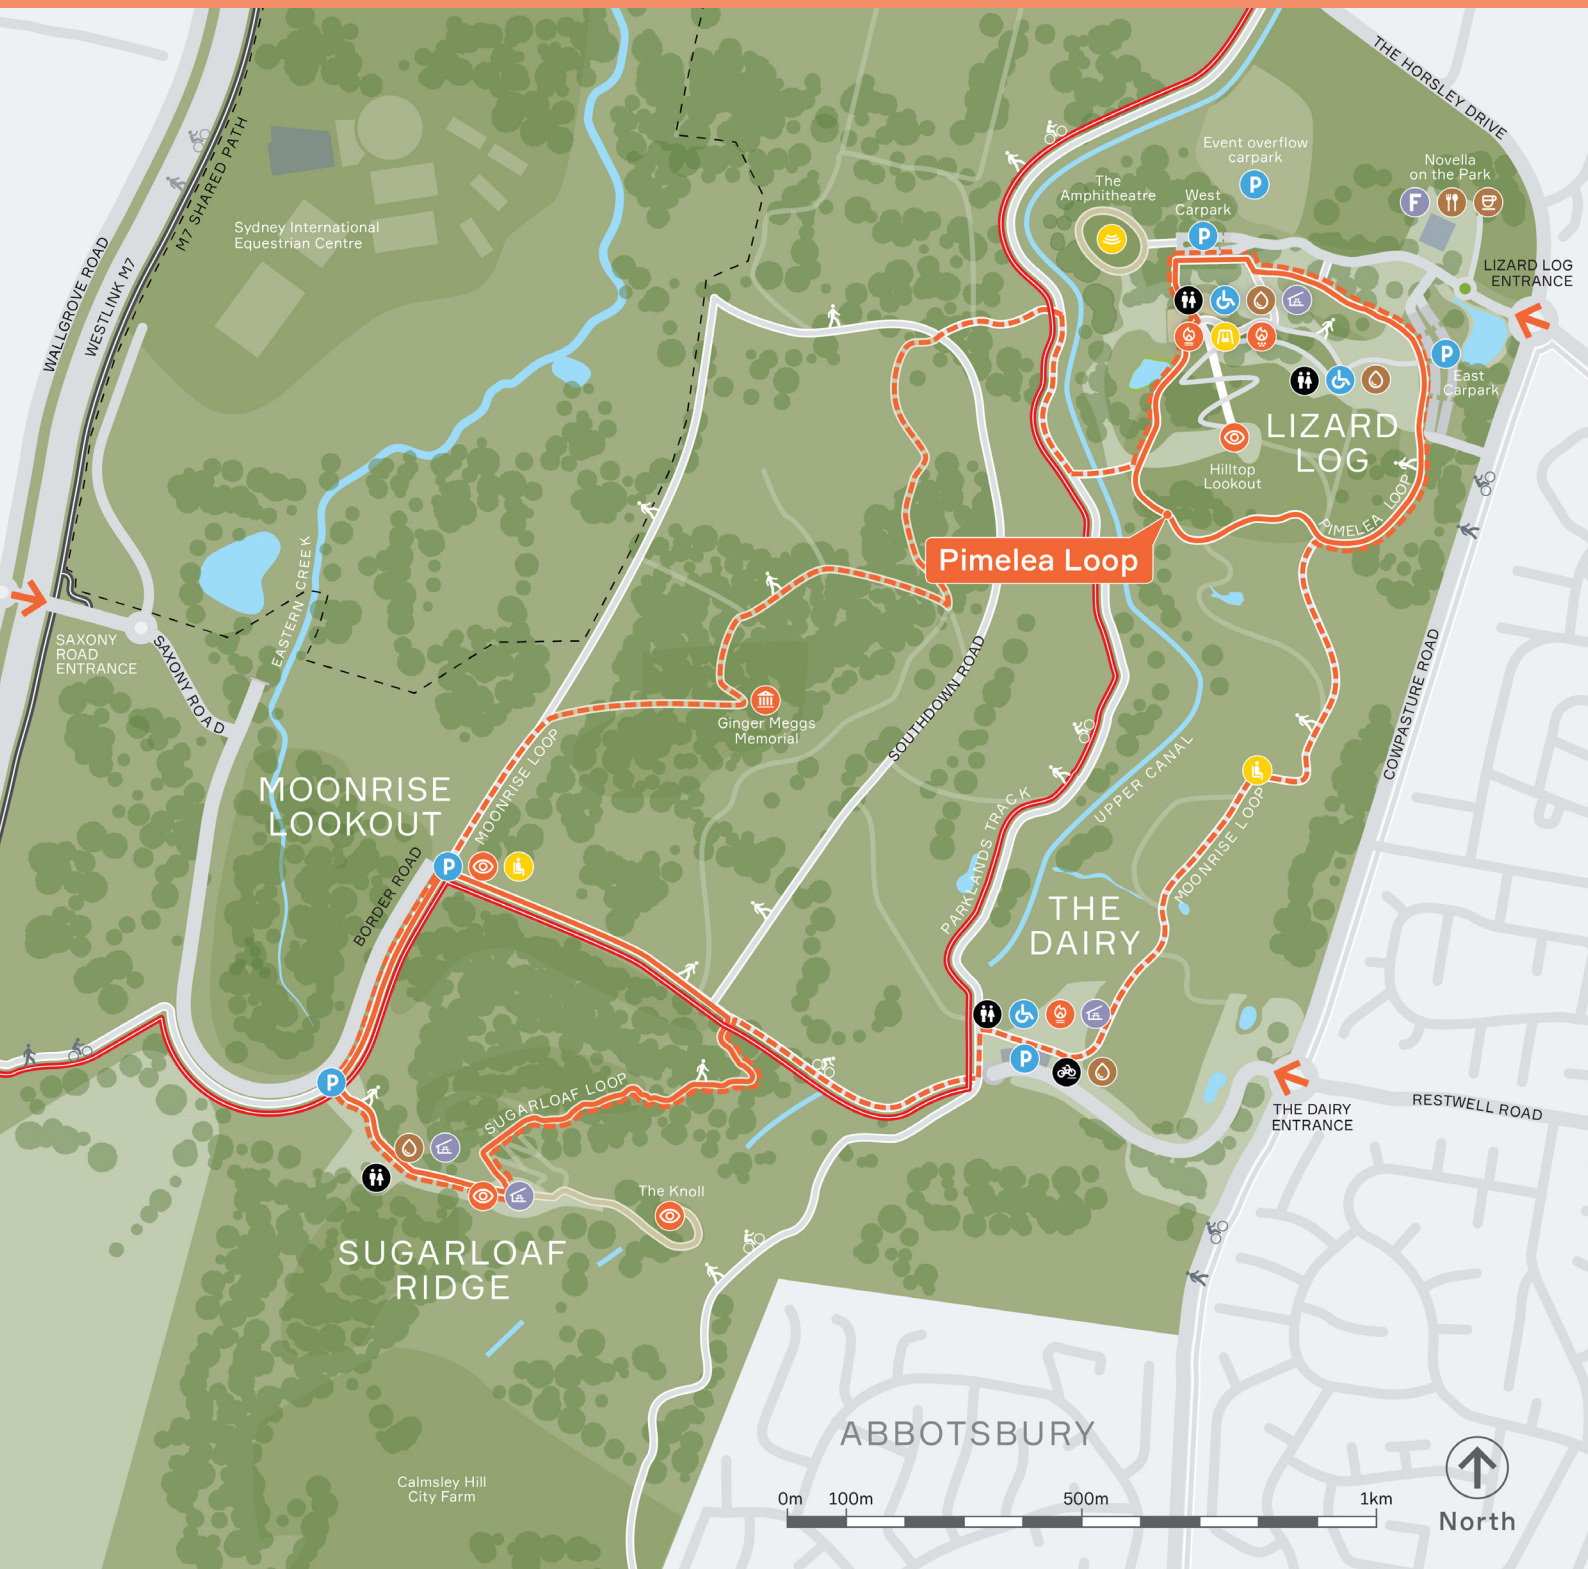 THE HORSLEY DRIVE
Event overflow
carpark
P
Novella
on the Park
F
The
Amphitheatre
West
Carpark
P
LIZARD LOG
ENTRANCE
M7 SHARED PATH
WALLGROVE ROAD
WESTLINK M7
Sydney International
Equestrian Centre
P
East
Carpark
LIZARD
LOG
Hilltop
Lookout
PIMELEA LOOP
Pimelea Loop
EASTERN CREEK
SAXONY
ROAD
ENTRANCE
SAXONY ROAD
Ginger Meggs
Memorial
SOUTHDOWN ROAD
COWPASTURE ROAD
MOONRISE
LOOKOUT
MOONRISE LOOP
UPPER CANAL
PARKLANDS TRACK
MOONRISE LOOP
P
BORDER ROAD
THE
DAIRY
P
P
SUGARLOAF LOOP
THE DAIRY
ENTRANCE
RESTWELL ROAD
The Knoll
SUGARLOAF
RIDGE
ABBOTSBURY
Calmsley Hill
City Farm
0m 100m 500m 1km
North